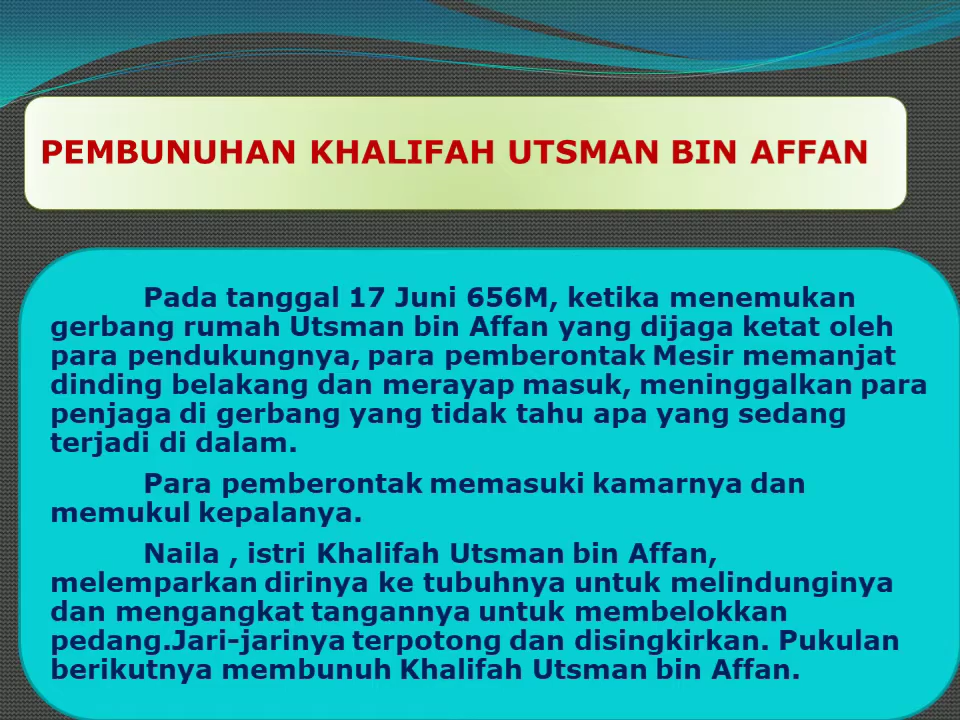 PEMBUNUHAN KHALIFAH UTSMAN BIN AFFAN
Pada tanggal 17 Juni 656M, ketika menemukan
gerbang rumah Utsman bin Affan yang dijaga ketat oleh
para pendukungnya, para pemberontak Mesir memanjat
dinding belakang dan merayap masuk, meninggalkan para
penjaga di gerbang yang tidak tahu apa yang sedang
terjadi di dalam.
Para pemberontak memasuki kamarnya dan
memukul kepalanya.
Naila , istri Khalifah Utsman bin Affan,
melemparkan dirinya ke tubuhnya untuk melindunginya
dan mengangkat tangannya untuk membelokkan
pedang.Jari-jarinya terpotong dan disingkirkan. Pukulan
berikutnya membunuh Khalifah Utsman bin Affan.